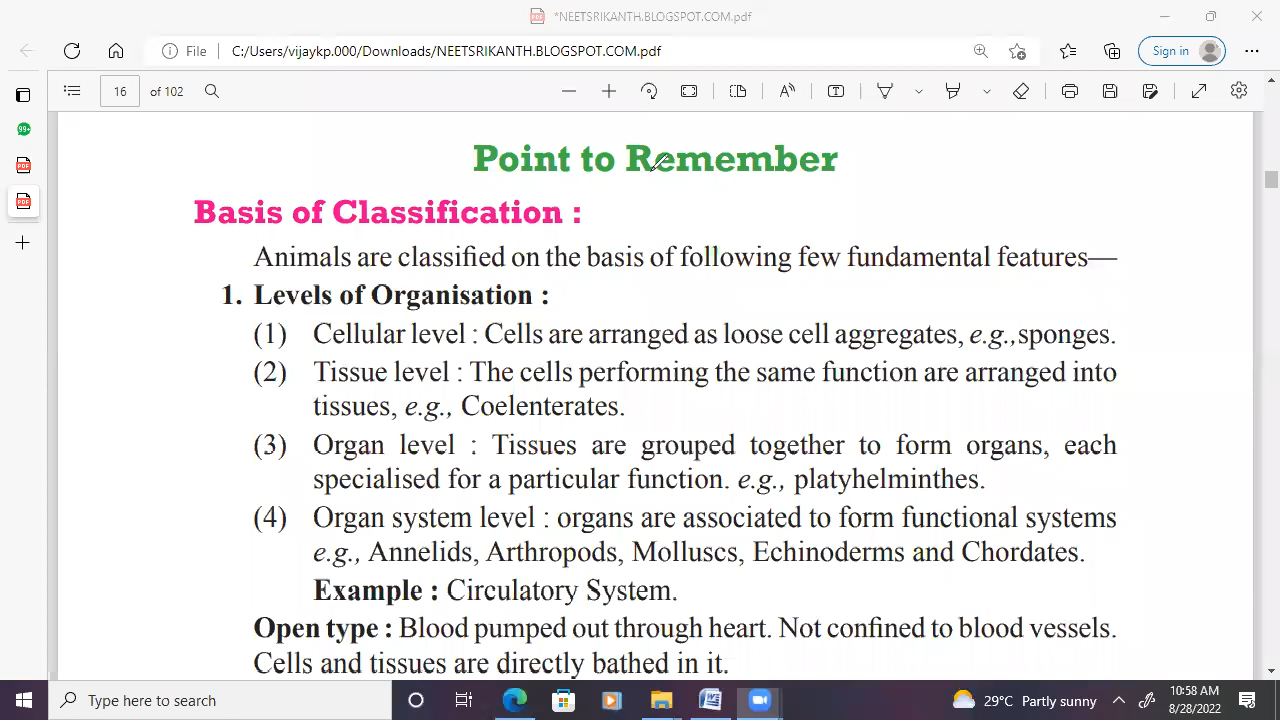 *NEETSRIKANTH.BLOGSPOT.COM.pdf
File C:/Users/vijaykp.000/Downloads/NEETSRIKANTH.BLOGSPOT.COM.pdf Sign in
16 of 102
99+
PDF
PDF
Point to Remember
Basis of Classification :
Animals are classified on the basis of following few fundamental features—
1. Levels of Organisation :
(1) Cellular level : Cells are arranged as loose cell aggregates, e.g.,sponges.
(2) Tissue level : The cells performing the same function are arranged into
tissues, e.g., Coelenterates.
(3) Organ level : Tissues are grouped together to form organs, each
specialised for a particular function. e.g., platyhelminthes.
(4) Organ system level : organs are associated to form functional systems
e.g., Annelids, Arthropods, Molluscs, Echinoderms and Chordates.
Example : Circulatory System.
Open type : Blood pumped out through heart. Not confined to blood vessels.
Cells and tissues are directly bathed in it.
Type here to search 29°C Partly sunny 10:58 AM
8/28/2022